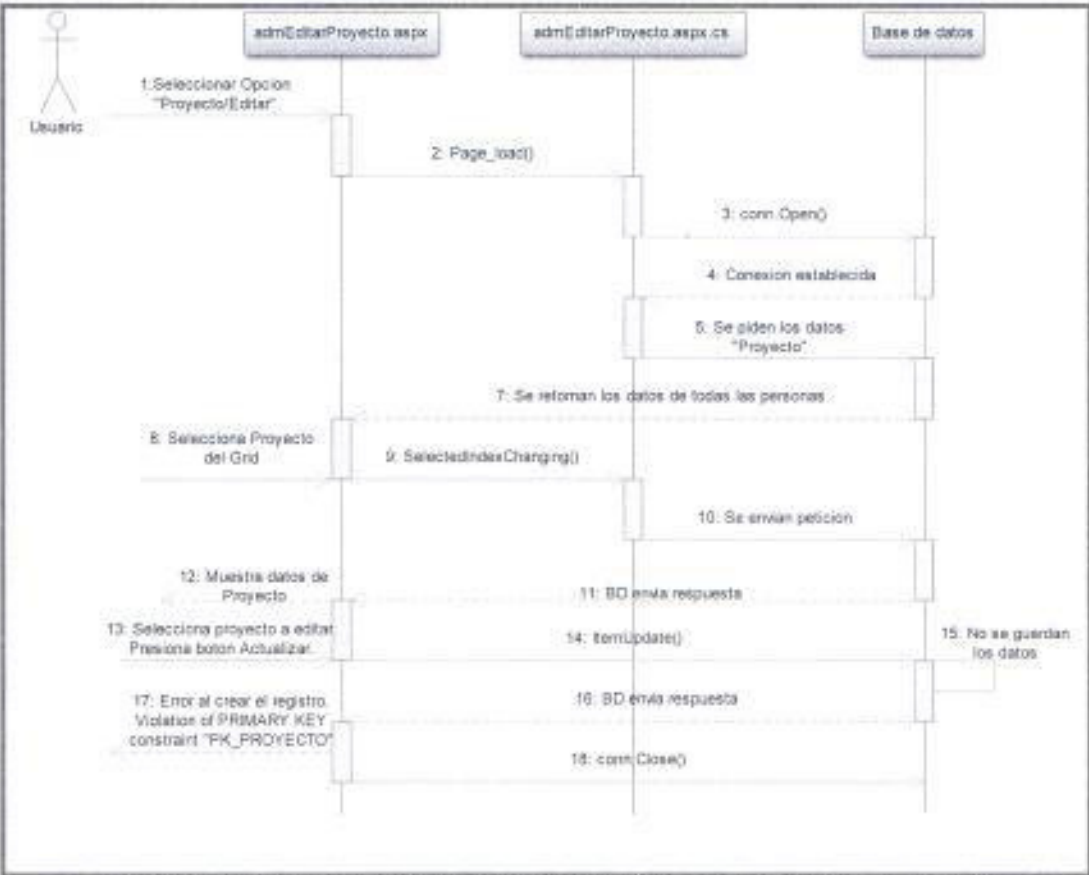 admEditarProyecto.aspx
admEditarProyecto.aspx.cs
Base de datos
1:Seleccionar Opcion
"Proyecto/Editar"
Usuario
2: Page_load()
3: conn.Open()
4: Conexion establecida
5: Se piden los datos
"Proyecto"
7: Se retornan los datos de todas las personas
8: Selecciona Proyecto
del Grid
9: SelectedIndexChanging()
10: Se envian peticion
12: Muestra datos de
Proyecto
11: BD envia respuesta
13: Selecciona proyecto a editar
Presiona boton Actualizar.
14: ItemUpdate()
15: No se guardan
los datos
17: Error al crear el registro.
Violation of PRIMARY KEY
constraint "PK_PROYECTO"
16: BD envia respuesta
18: conn.Close()